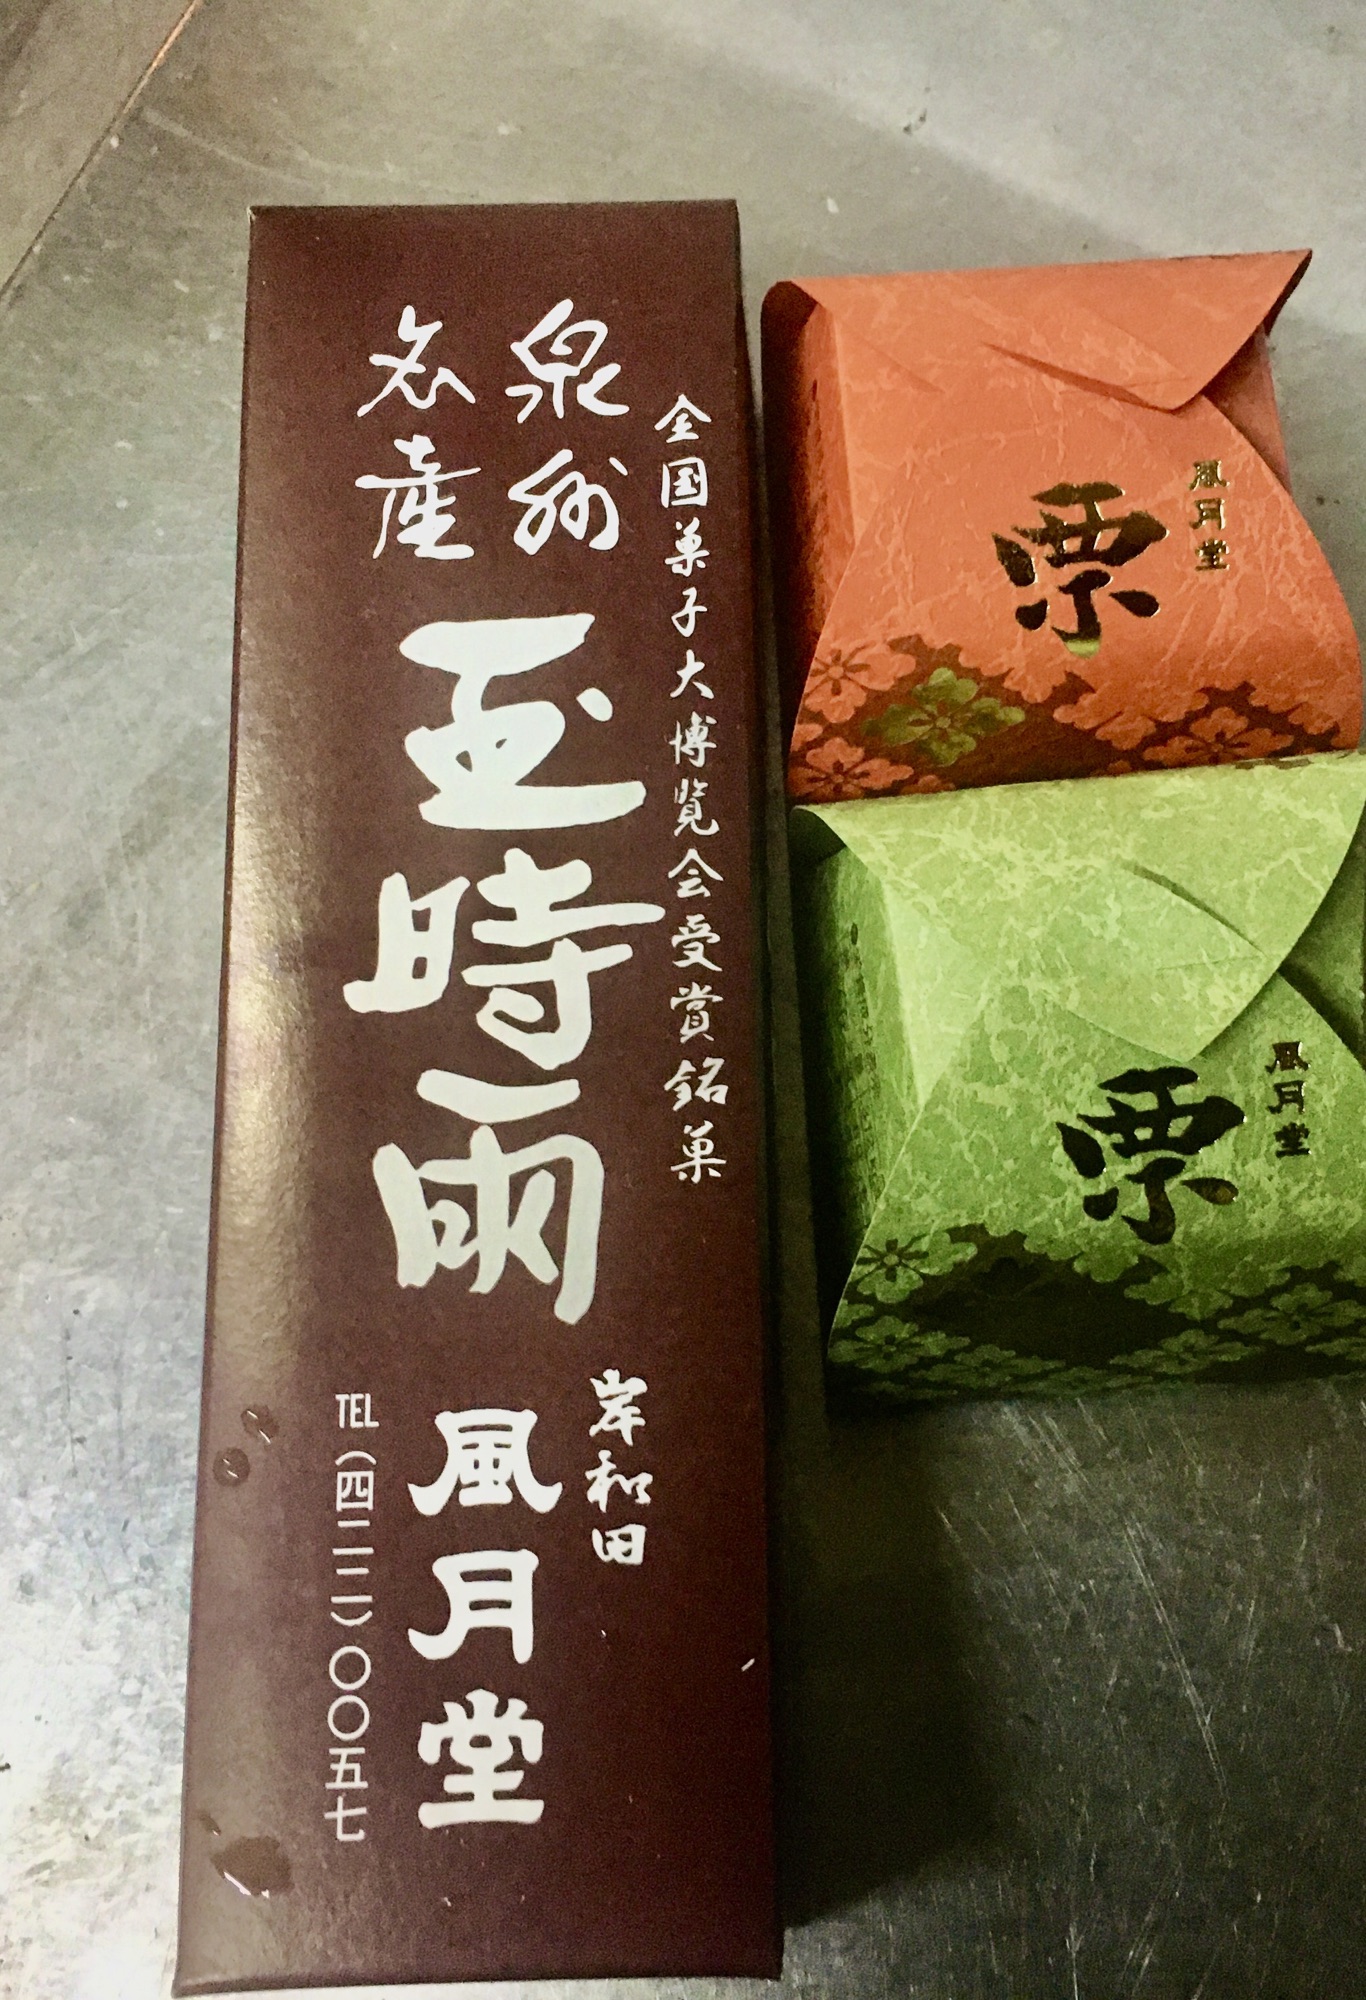 全国菓子大博覧会受賞銘菓
泉州
名産
玉時雨
岸和田
風月堂
TEL(四二二)〇〇五七
風月堂
栗
風月堂
栗